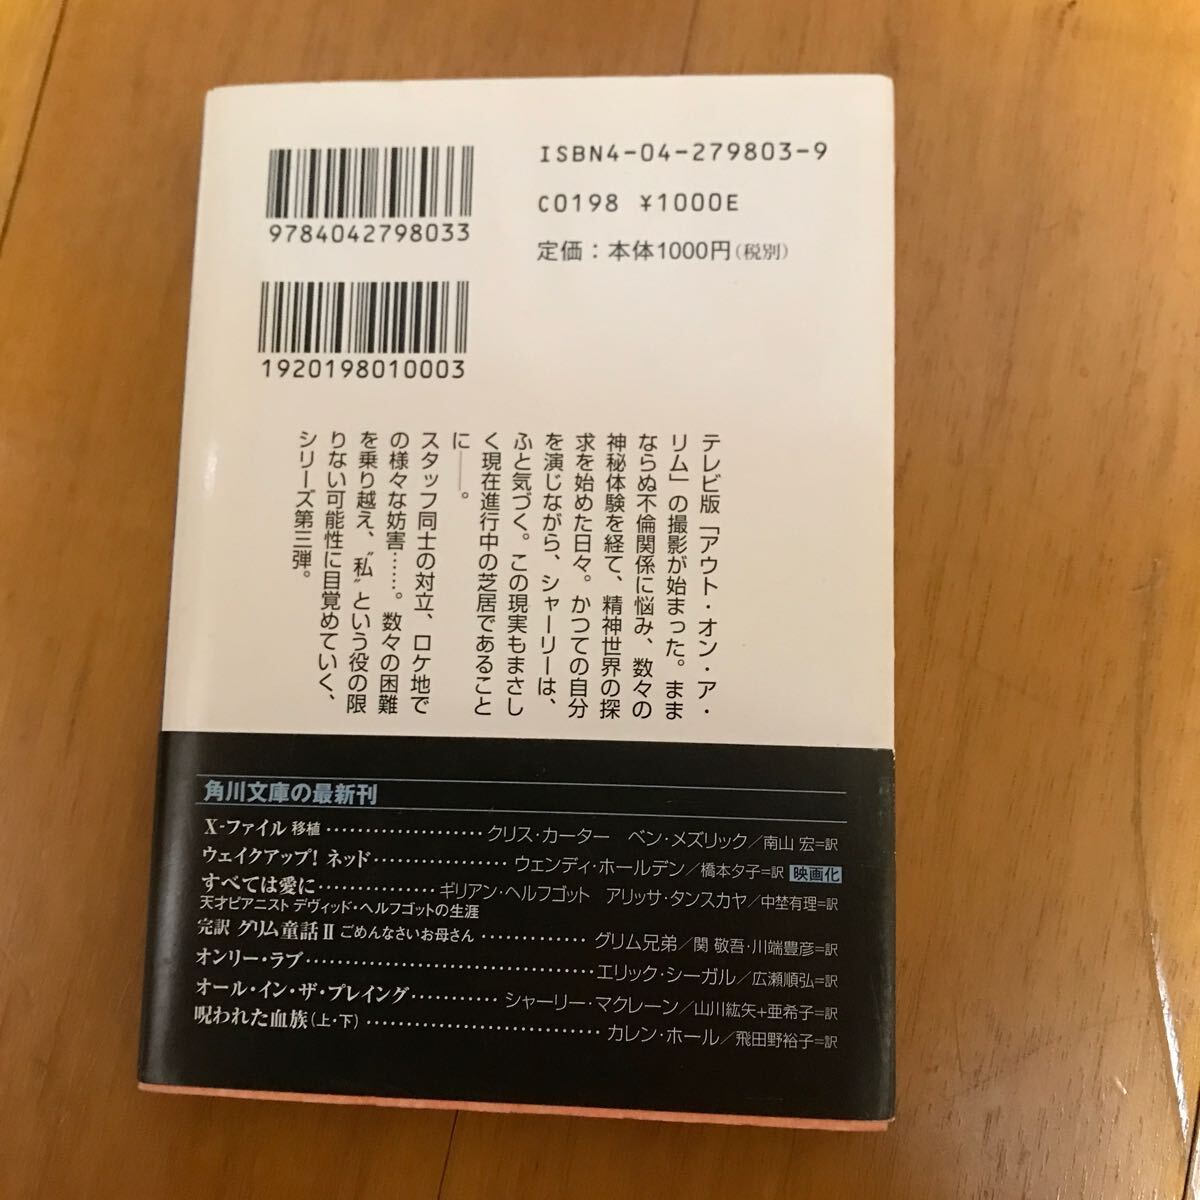 ISBN4-04-279803-9
C0198 ¥1000E
定価：本体1000円(税別)
9784042798033
1920198010003
テレビ版「アウト・オン・ア・
リム」の撮影が始まった。まま
ならぬ不倫関係に悩み、数々の
神秘体験を経て、精神世界の探
求を始めた日々。かつての自分
を演じながら、シャーリーは、
ふと気づく。この現実もまさし
く現在進行中の芝居であること
に――。
スタッフ同士の対立、ロケ地で
の様々な妨害……。数々の困難
を乗り越え、〝私〟という役の限
りない可能性に目覚めていく、
シリーズ第三弾。
角川文庫の最新刊
X-ファイル 移植…………………クリス・カーター ベン・メズリック／南山 宏=訳
ウェイクアップ! ネッド……………ウェンディ・ホールデン／橋本夕子=訳 映画化
すべては愛に……………ギリアン・ヘルフゴット アリッサ・タンスカヤ／中埜有理=訳
天才ピアニスト デヴィッド・ヘルフゴットの生涯
完訳 グリム童話Ⅱ ごめんなさいお母さん…………グリム兄弟／関 敬吾・川端豊彦=訳
オンリー・ラブ……………………………エリック・シーガル／広瀬順弘=訳
オール・イン・ザ・プレイング…………シャーリー・マクレーン／山川紘矢+亜希子=訳
呪われた血族(上・下)……………………カレン・ホール／飛田野裕子=訳